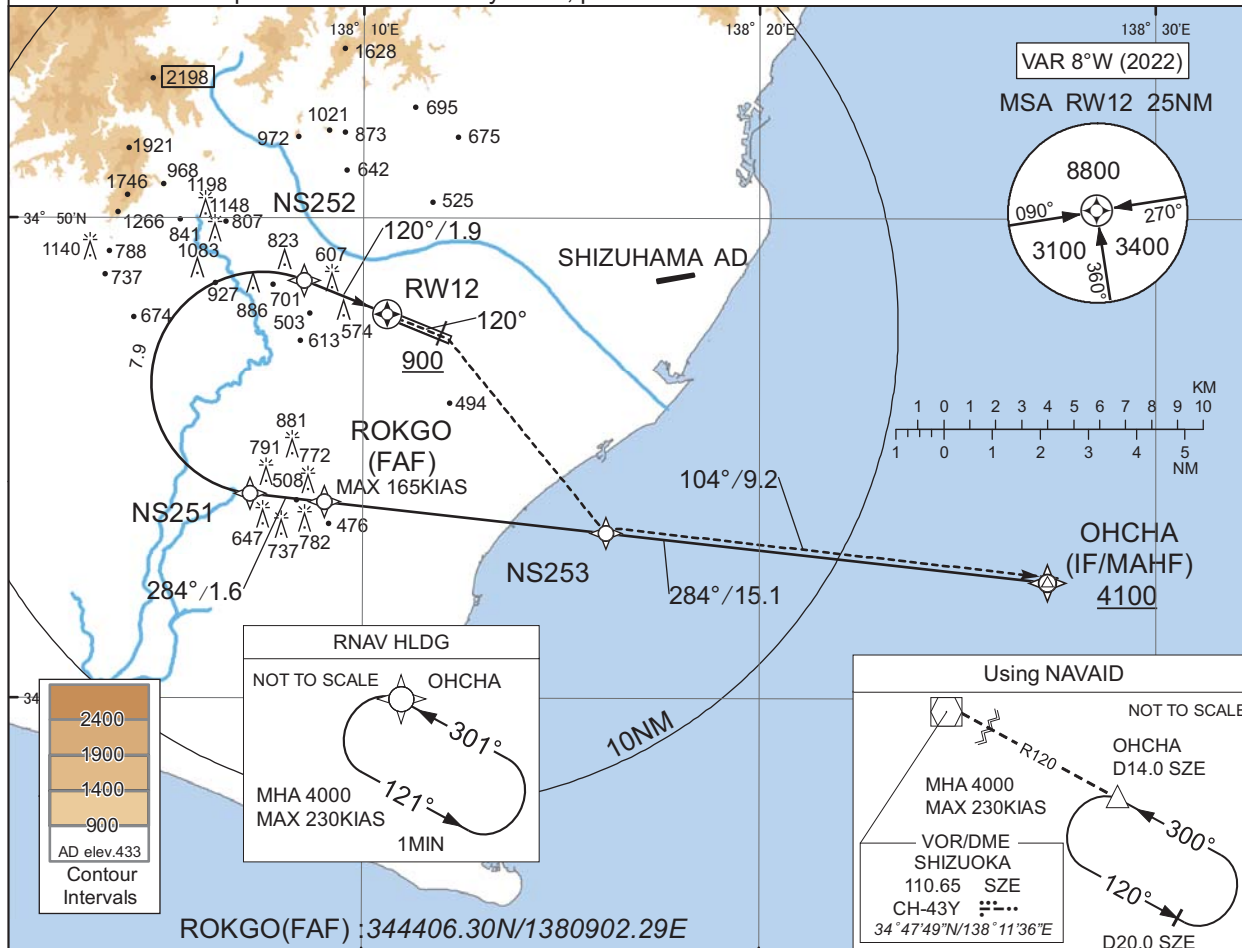 138° 10'E
138° 20'E
138° 30'E
1628
2198
VAR 8°W (2022)
MSA RW12 25NM
8800
090°
270°
3100
3400
360°
695
1021
972
873
675
1921
642
968
1746
1198
1148
NS252
525
34° 50'N
1266
841
807
120°/1.9
1140
788
1083
823
607
SHIZUHAMA AD
737
927
886
701
RW12
674
503
574
120°
613
900
7.9
494
KM
1 0 1 2 3 4 5 6 7 8 9 10
1 0 1 2 3 4 5
NM
881
ROKGO
(FAF)
791
772
508
MAX 165KIAS
104°/9.2
NS251
476
647
737
782
OHCHA
(IF/MAHF)
4100
NS253
284°/1.6
284°/15.1
RNAV HLDG
NOT TO SCALE
OHCHA
301°
121°
MHA 4000
MAX 230KIAS
1MIN
10NM
34
2400
1900
1400
900
AD elev.433
Contour
Intervals
Using NAVAID
NOT TO SCALE
R120
OHCHA
D14.0 SZE
MHA 4000
MAX 230KIAS
300°
120°
D20.0 SZE
VOR/DME
SHIZUOKA
110.65 SZE
CH-43Y
34°47'49"N/138°11'36"E
ROKGO(FAF) :344406.30N/1380902.29E